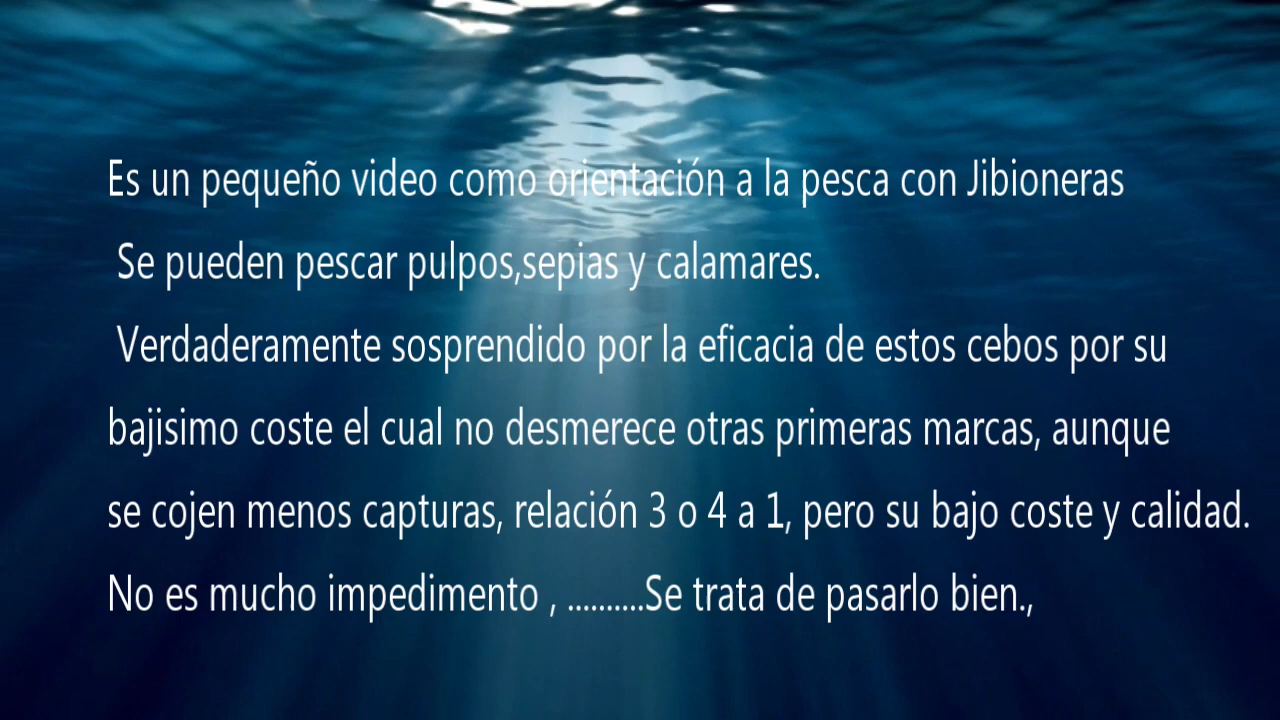 Es un pequeño video como orientación a la pesca con Jibioneras
Se pueden pescar pulpos,sepias y calamares.
Verdaderamente sosprendido por la eficacia de estos cebos por su
bajisimo coste el cual no desmerece otras primeras marcas, aunque
se cojen menos capturas, relación 3 o 4 a 1, pero su bajo coste y calidad.
No es mucho impedimento , ..........Se trata de pasarlo bien.,